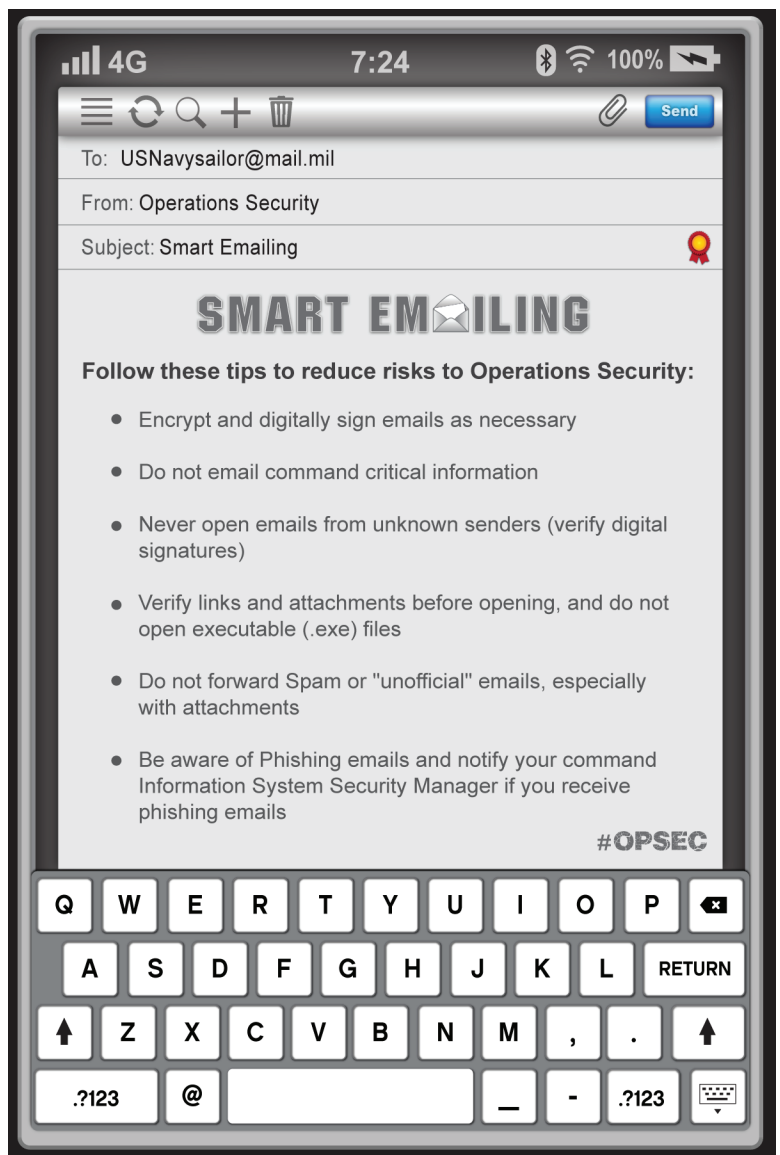 4G 7:24 100%
Send
To: USNavysailor@mail.mil
From: Operations Security
Subject: Smart Emailing
SMART EMAILING
Follow these tips to reduce risks to Operations Security:
• Encrypt and digitally sign emails as necessary
• Do not email command critical information
• Never open emails from unknown senders (verify digital
signatures)
• Verify links and attachments before opening, and do not
open executable (.exe) files
• Do not forward Spam or "unofficial" emails, especially
with attachments
• Be aware of Phishing emails and notify your command
Information System Security Manager if you receive
phishing emails
#OPSEC
Q W E R T Y U I O P
A S D F G H J K L RETURN
Z X C V B N M , .
.?123 @ _ - .?123